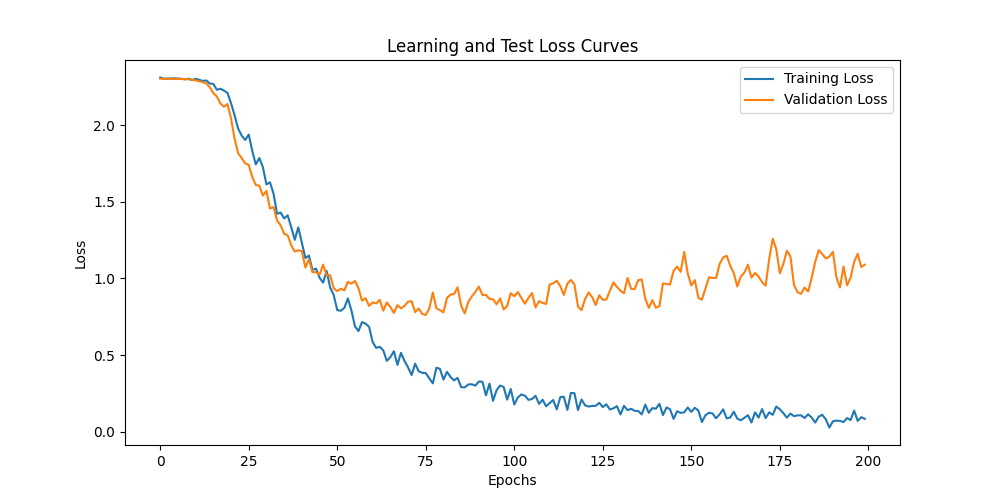 Learning and Test Loss Curves
Training Loss
Validation Loss
Loss
2.0
1.5
1.0
0.5
0.0
0 25 50 75 100 125 150 175 200
Epochs